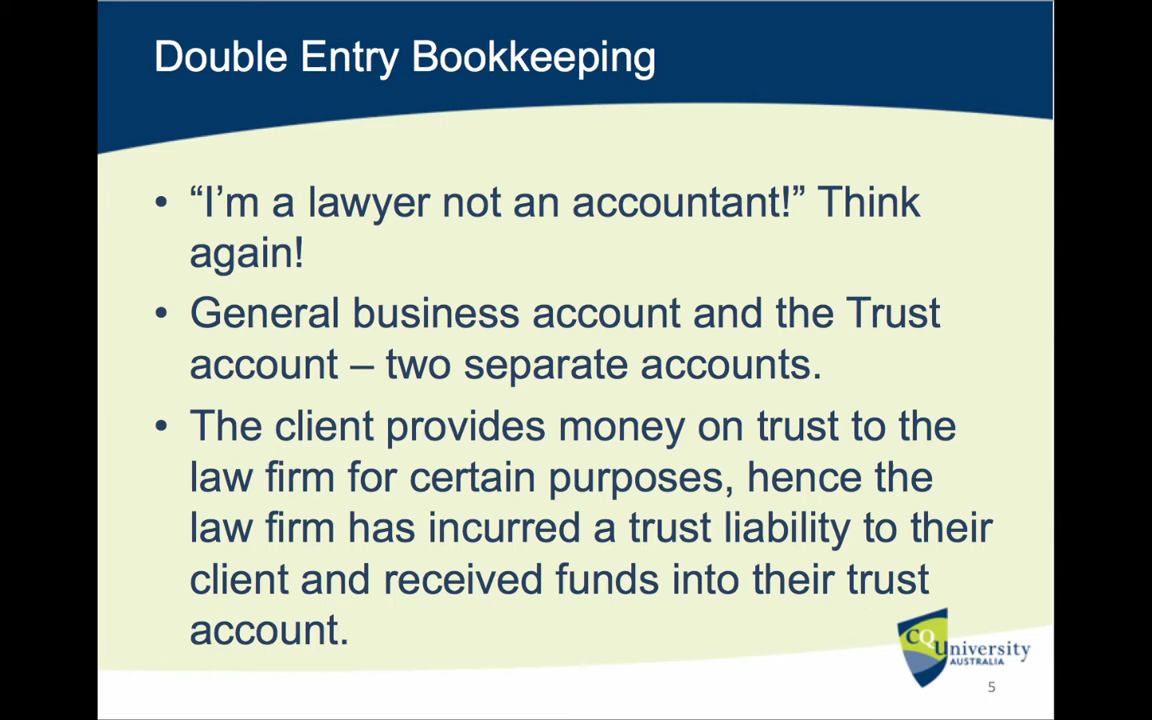 Double Entry Bookkeeping
• “I’m a lawyer not an accountant!” Think
again!
• General business account and the Trust
account – two separate accounts.
• The client provides money on trust to the
law firm for certain purposes, hence the
law firm has incurred a trust liability to their
client and received funds into their trust
account.
CQUniversity
AUSTRALIA
5